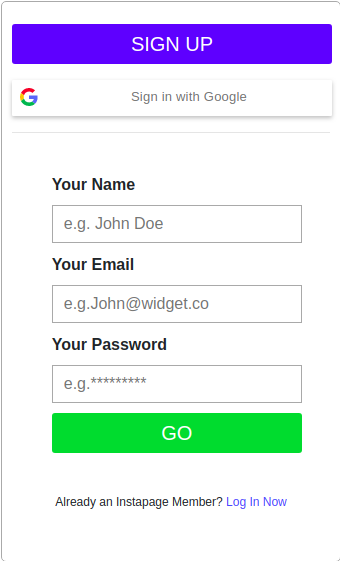 SIGN UP
Sign in with Google
Your Name
e.g. John Doe
Your Email
e.g.John@widget.co
Your Password
e.g.*********
GO
Already an Instapage Member? Log In Now